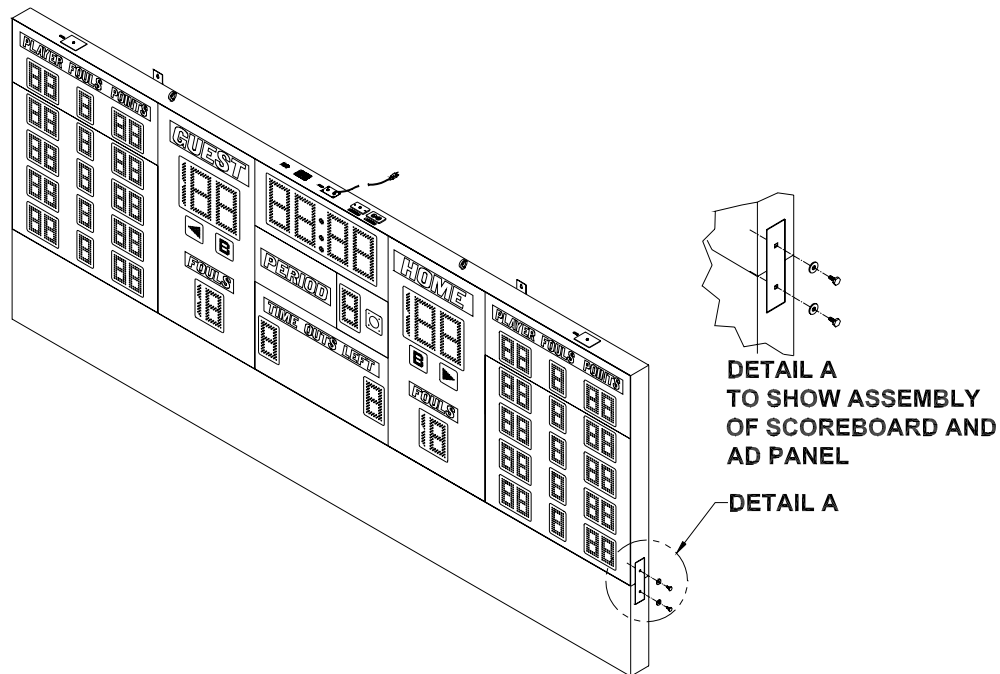 PLAYER FOULS POINTS
GUEST
B
FOULS
PERIOD
TIME OUTS LEFT
HOME
B
FOULS
PLAYER FOULS POINTS
DETAIL A
TO SHOW ASSEMBLY
OF SCOREBOARD AND
AD PANEL
DETAIL A